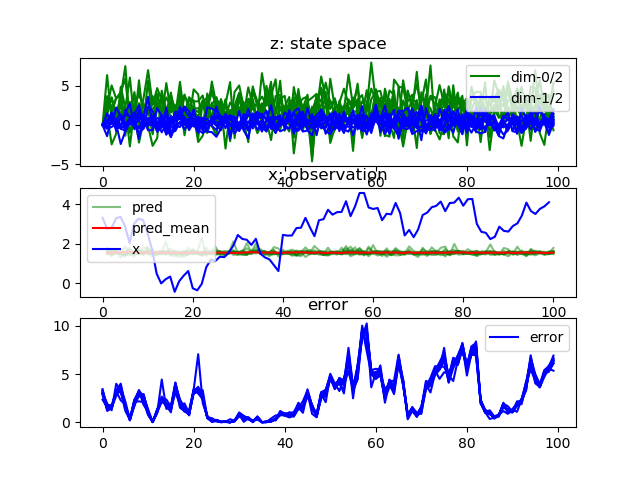 z: state space
5
0
−5
dim-0/2
dim-1/2
0 20 40 60 80 100
x: observation
4
2
0
pred
pred_mean
x
0 20 40 60 80 100
error
10
5
0
error
0 20 40 60 80 100